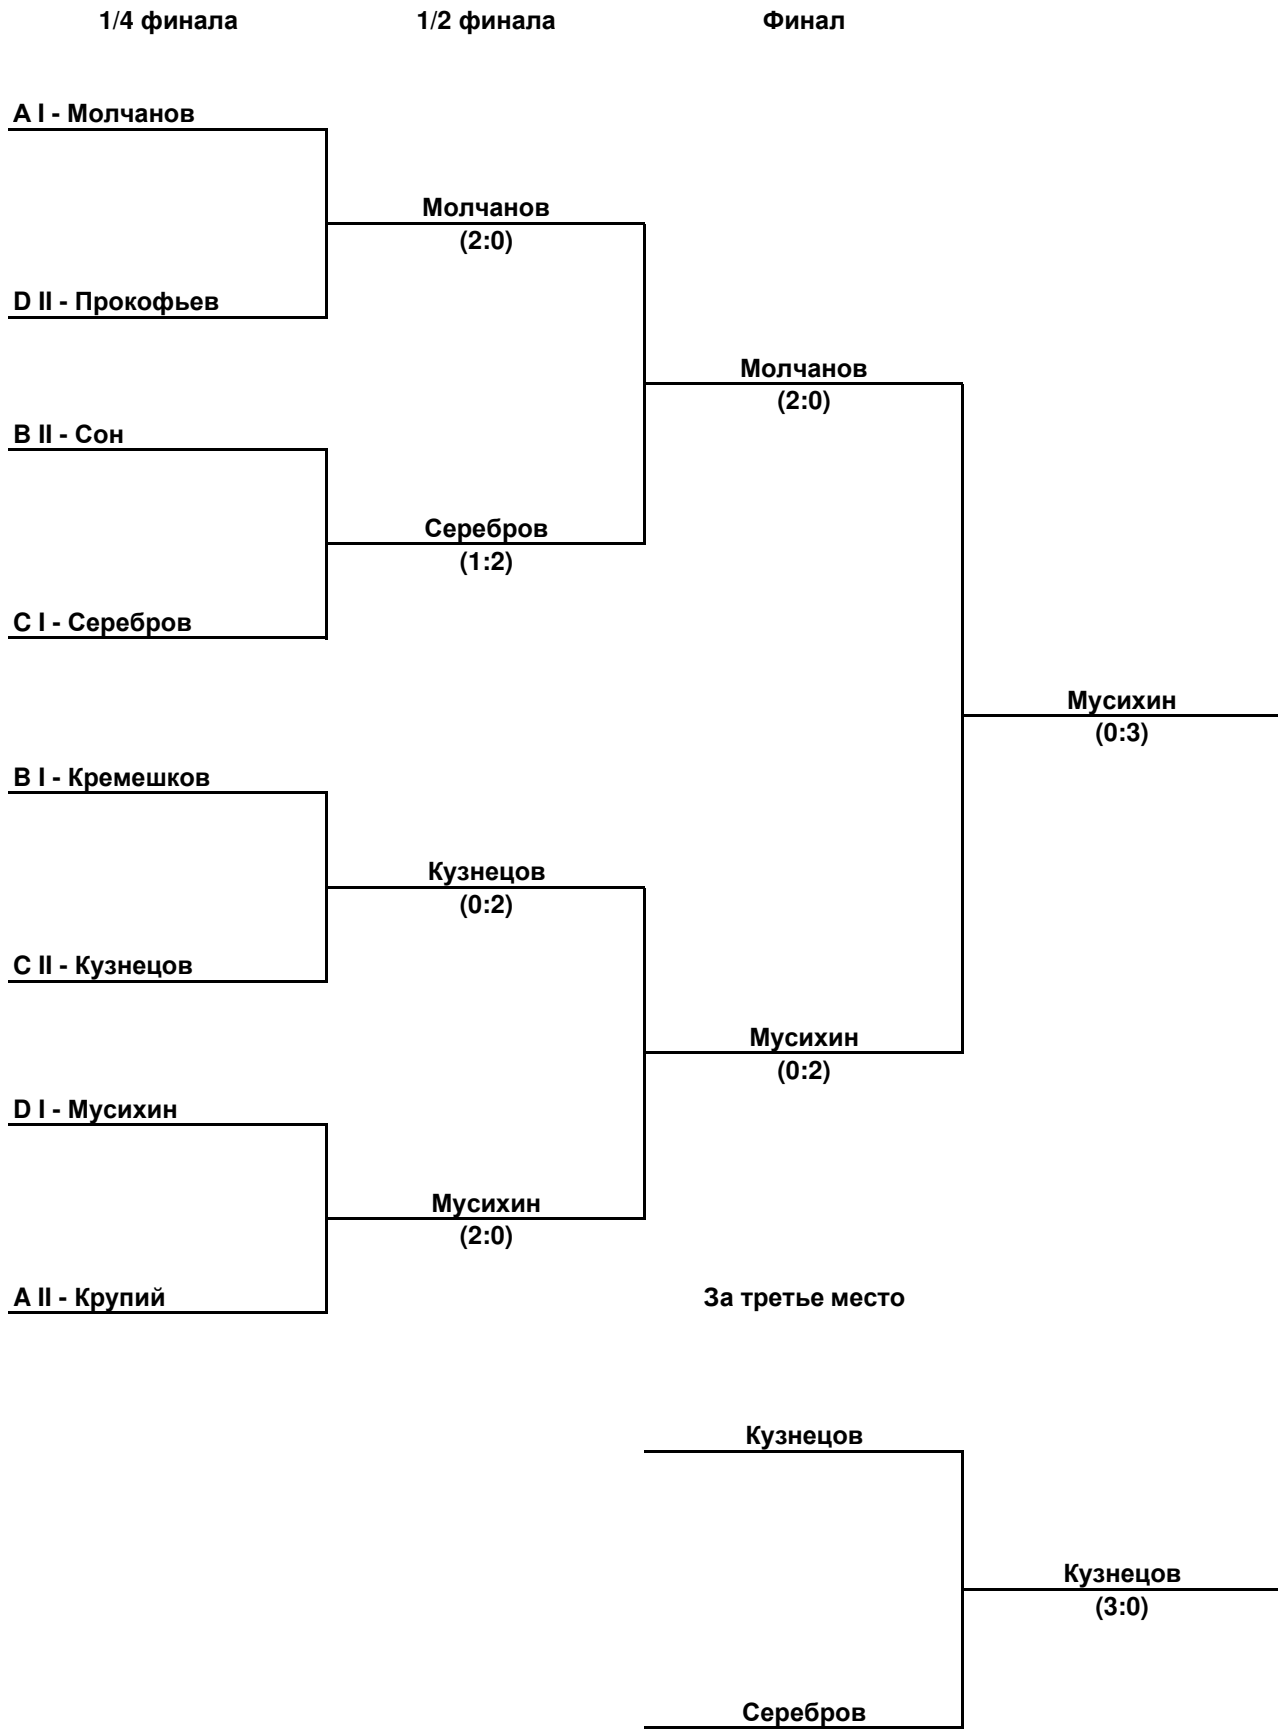 1/4 финала 1/2 финала Финал
A I - Молчанов
Молчанов
(2:0)
D II - Прокофьев
Молчанов
(2:0)
B II - Сон
Серебров
(1:2)
C I - Серебров
Мусихин
(0:3)
B I - Кремешков
Кузнецов
(0:2)
C II - Кузнецов
Мусихин
(0:2)
D I - Мусихин
Мусихин
(2:0)
A II - Крупий
За третье место
Кузнецов
Кузнецов
(3:0)
Серебров